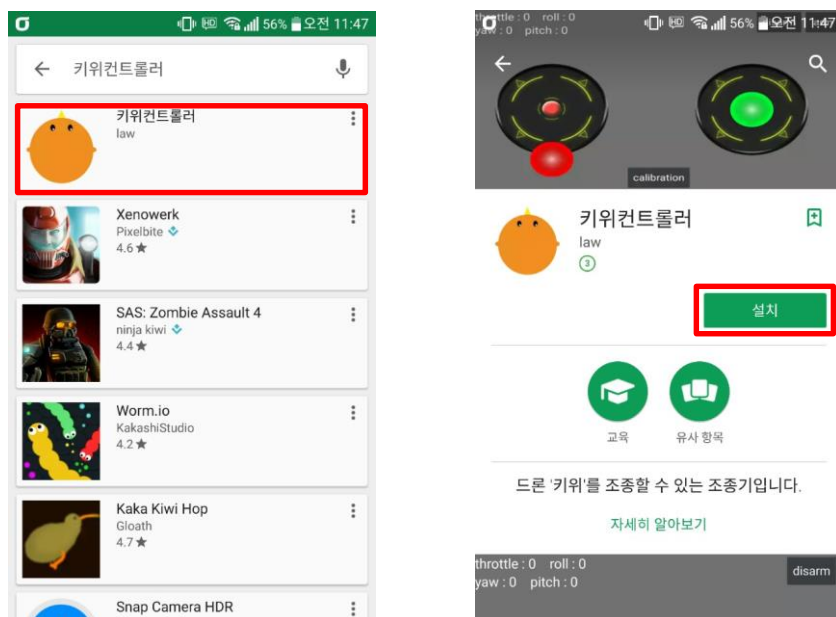 56% 오전 11:47
키위컨트롤러
키위컨트롤러
law
Xenowerk
Pixelbite
4.6★
SAS: Zombie Assault 4
ninja kiwi
4.4★
Worm.io
KakashiStudio
4.2★
Kaka Kiwi Hop
Gloath
4.7★
Snap Camera HDR
throttle : 0 roll : 0
yaw : 0 pitch : 0
56% 오전 11:47
calibration
키위컨트롤러
law
3
설치
교육
유사 항목
드론 '키위'를 조종할 수 있는 조종기입니다.
자세히 알아보기
throttle : 0 roll : 0
yaw : 0 pitch : 0
disarm